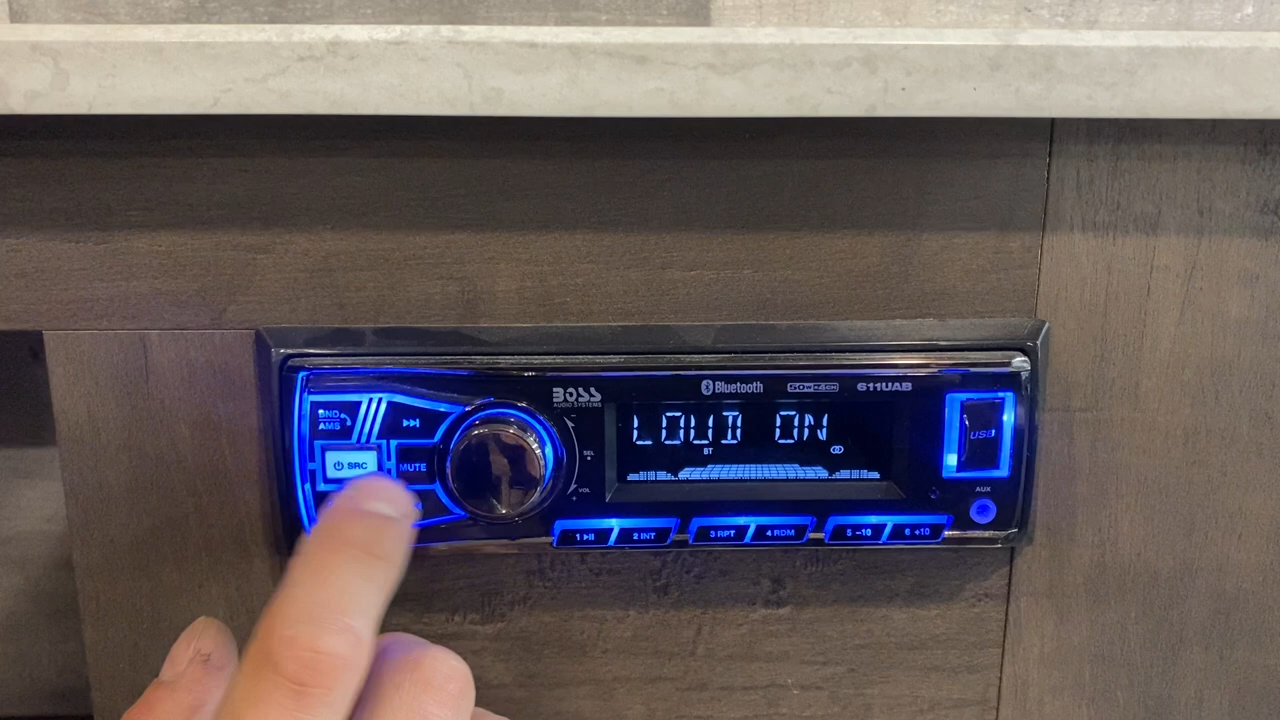 BOSS
AUDIO SYSTEMS
Bluetooth
50W×4CH
611UAB
BND
AMS
SRC
MUTE
SEL
VOL
LOUD ON
BT
USB
AUX
1
2 INT
3 RPT
4 RDM
5 -10
6 +10